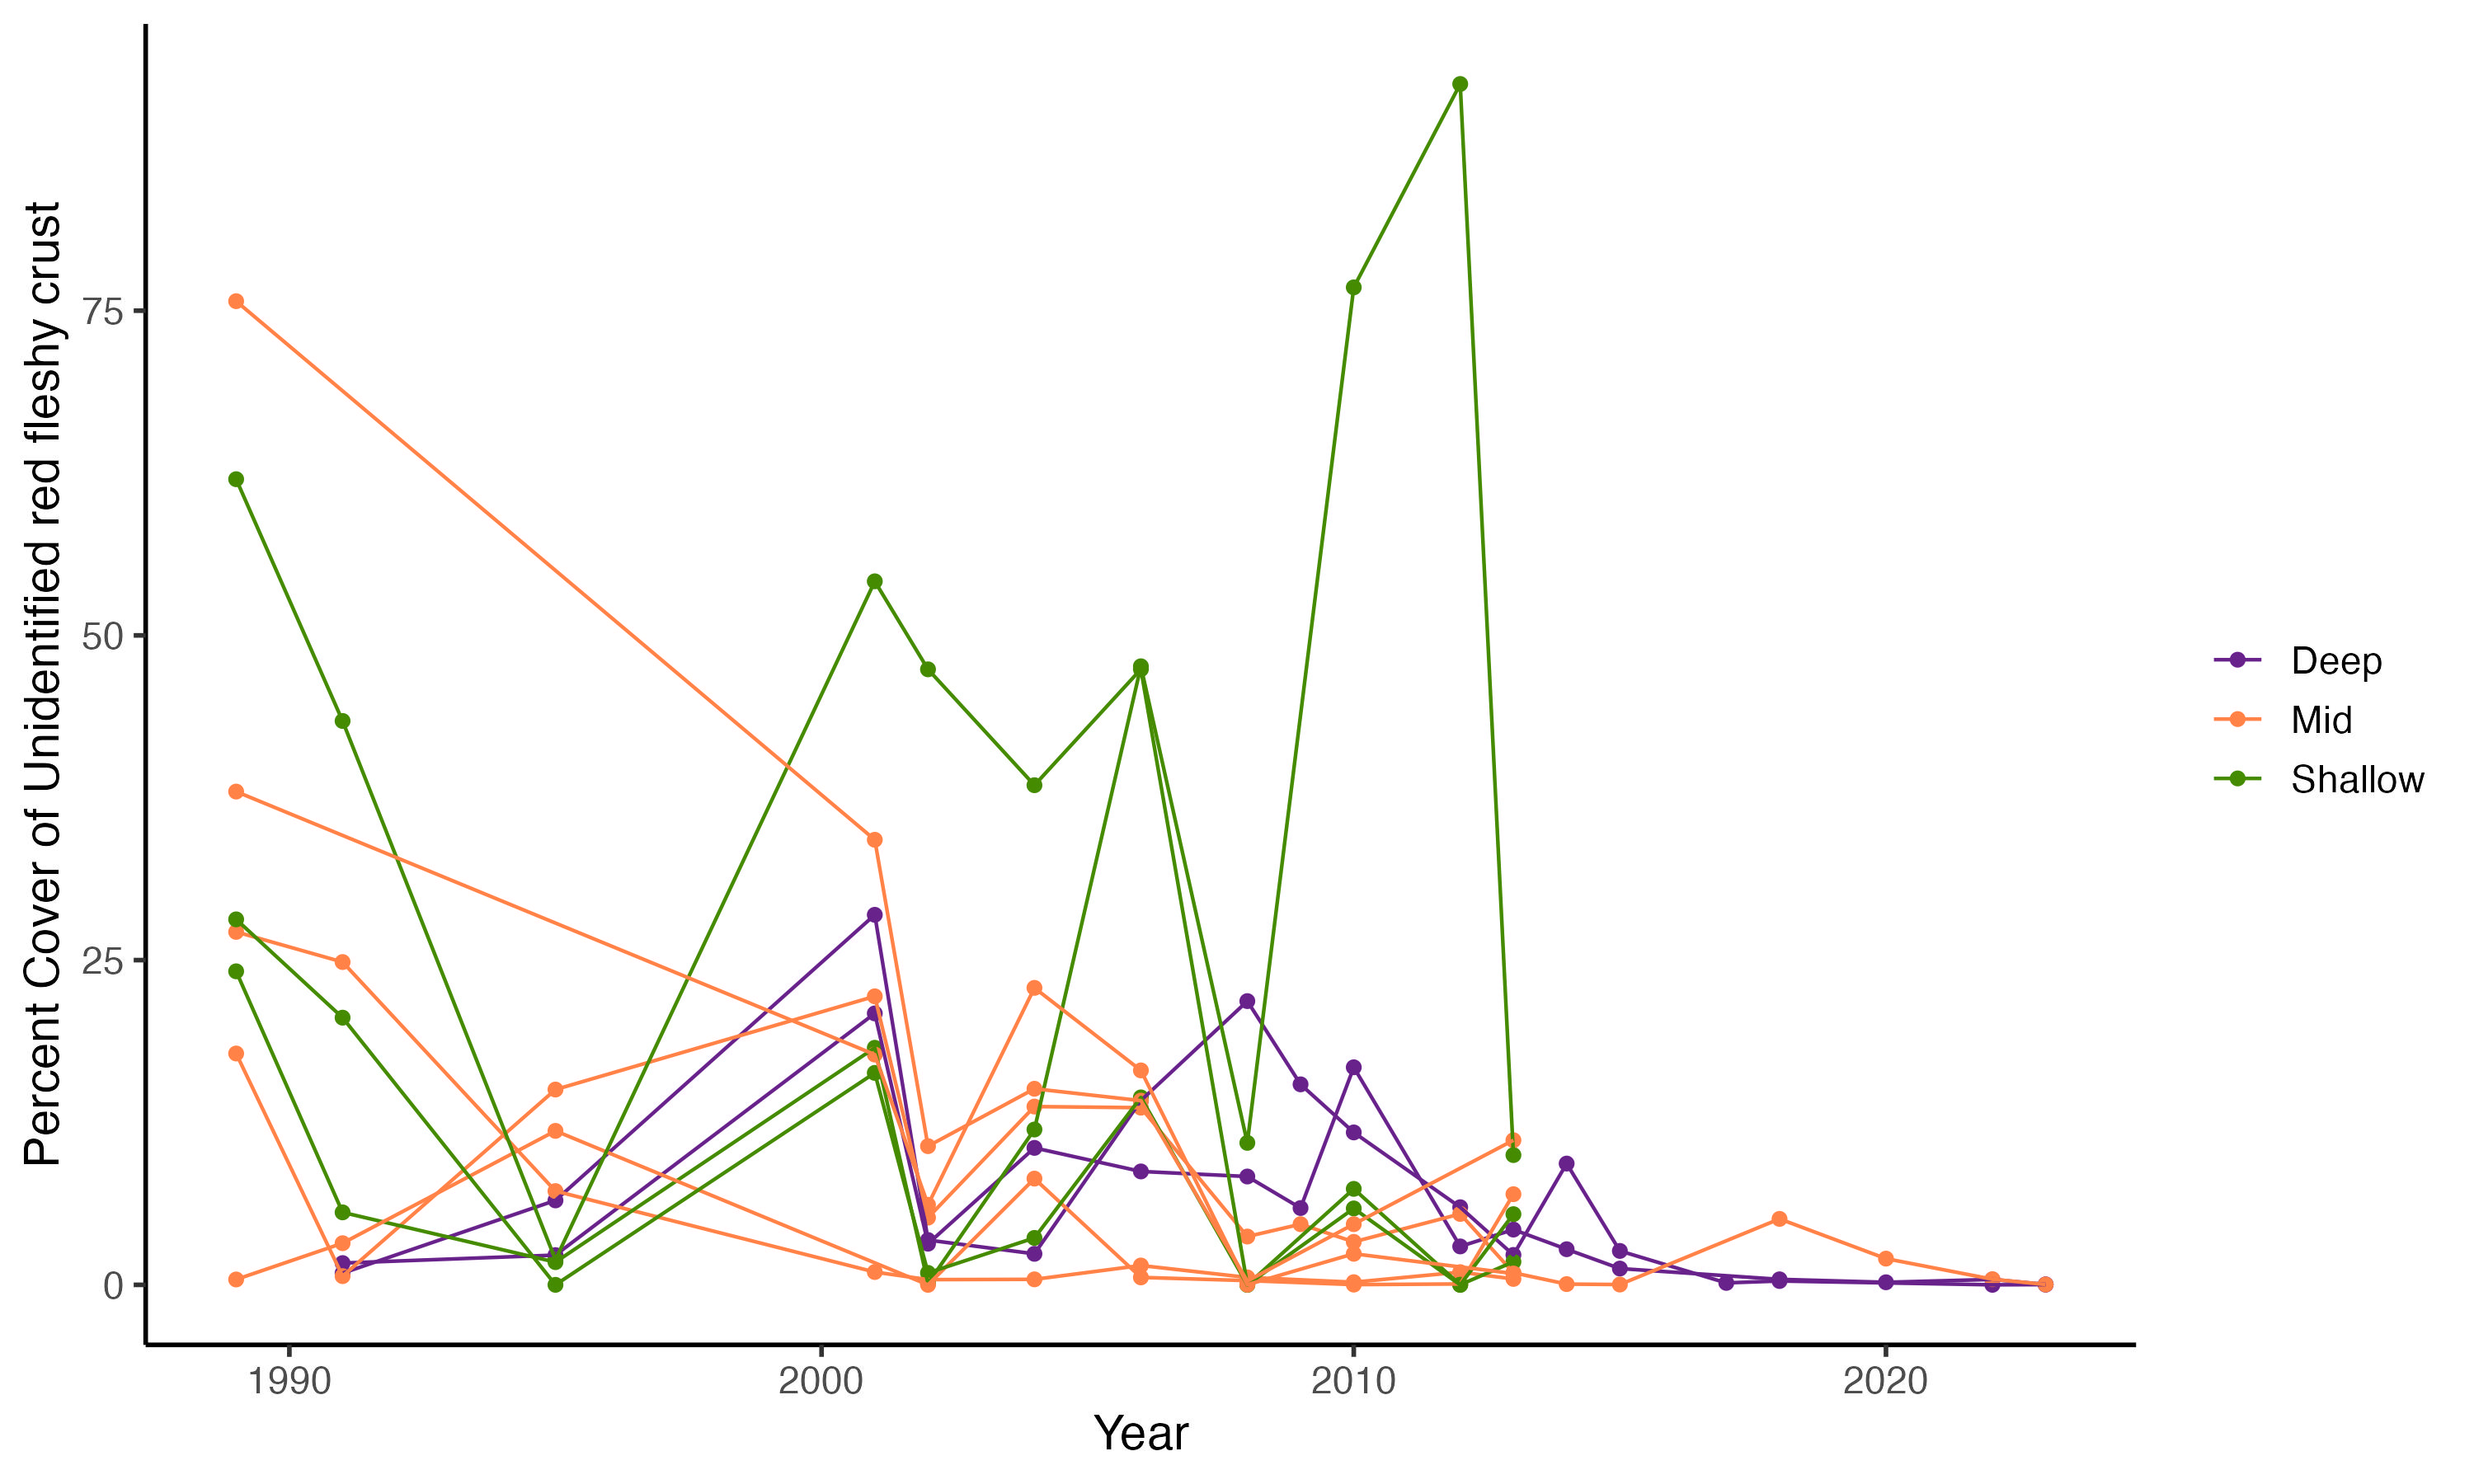 Percent Cover of Unidentified red fleshy crust
75
50
25
0
1990
2000
2010
2020
Year
Deep
Mid
Shallow